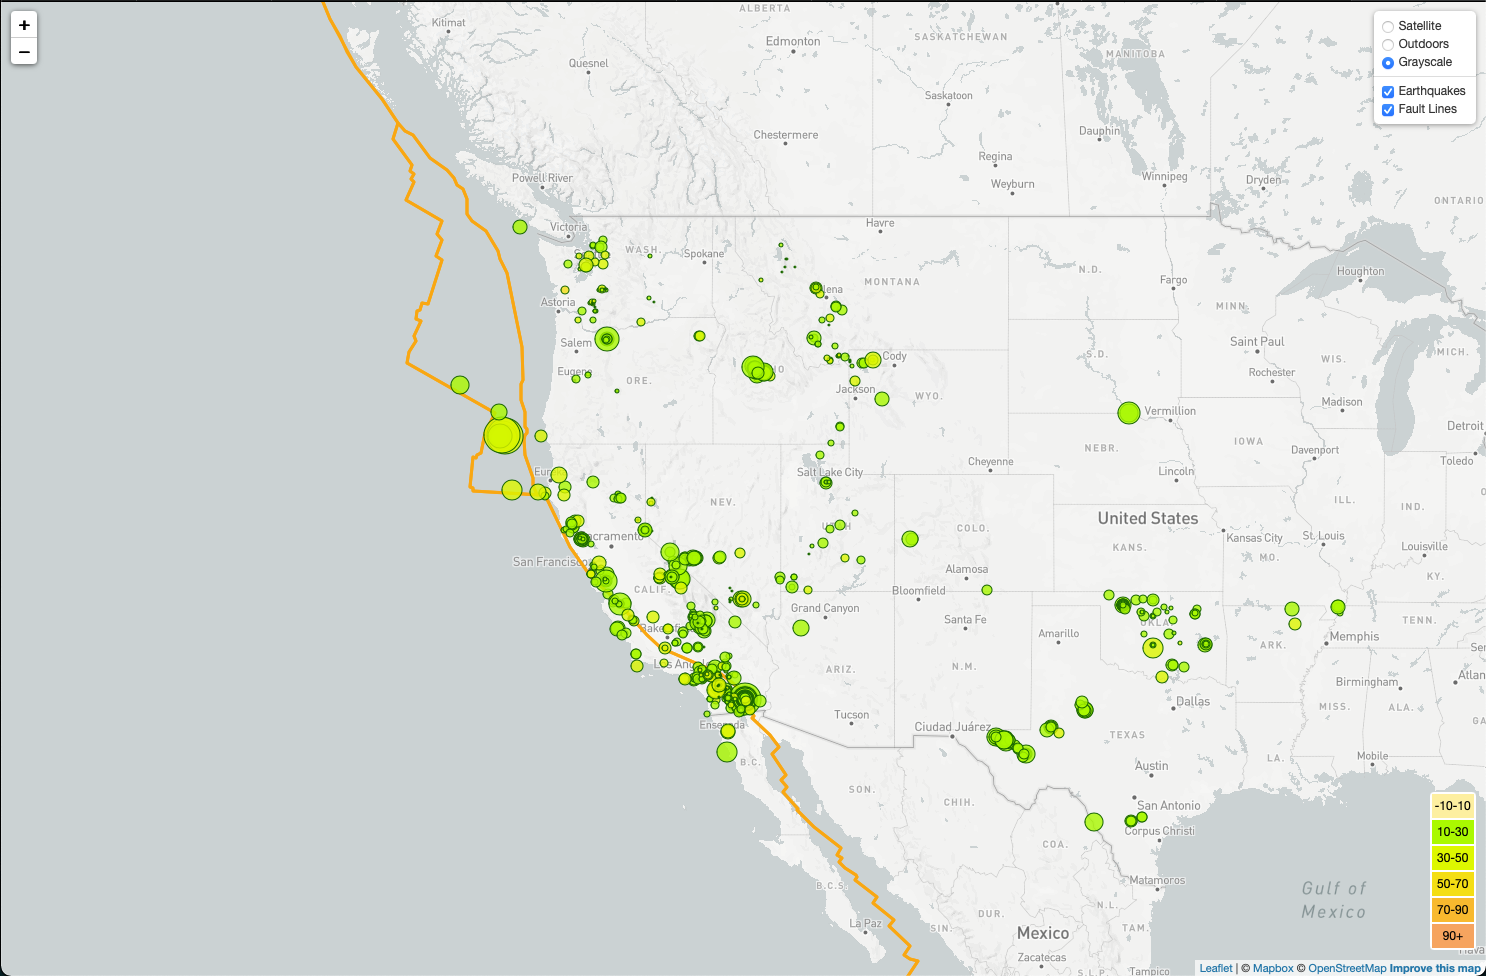 +
−
Satellite
Outdoors
Grayscale
Earthquakes
Fault Lines
ALBERTA
Kitimat
SASKATCHEWAN
Edmonton
MANITOBA
Quesnel
Saskatoon
Chestermere
Dauphin
Regina
Powell River
Winnipeg
Weyburn
Dryden
ONTARIO
Victoria
Havre
WASH.
Spokane
N.D.
Houghton
MONTANA
Fargo
Astoria
MINN.
Salem
Saint Paul
Cody
S.D.
WIS.
MICH.
Eugene
ORE.
Rochester
Jackson
WYO.
Madison
Vermillion
Detroit
IOWA
NEBR.
Davenport
Toledo
Cheyenne
Salt Lake City
Lincoln
NEV.
ILL.
IND.
United States
COLO.
Kansas City
St. Louis
KANS.
MO.
Louisville
San Francisco
Alamosa
KY.
CALIF.
Bloomfield
Grand Canyon
Santa Fe
OKLA.
TENN.
Amarillo
Memphis
ARK.
ARIZ.
N.M.
Birmingham
Dallas
MISS.
ALA.
Tucson
Ciudad Juárez
TEXAS
Ensenada
B.C.
Mobile
LA.
Austin
SON.
CHIH.
San Antonio
Corpus Christi
COA.
B.C.S.
Matamoros
Gulf of
Mexico
N.L.
DUR.
La Paz
SIN.
Mexico
TAM.
Zacatecas
S.L.P.
Tampico
-10-10
10-30
30-50
50-70
70-90
90+
Leaflet | © Mapbox © OpenStreetMap Improve this map